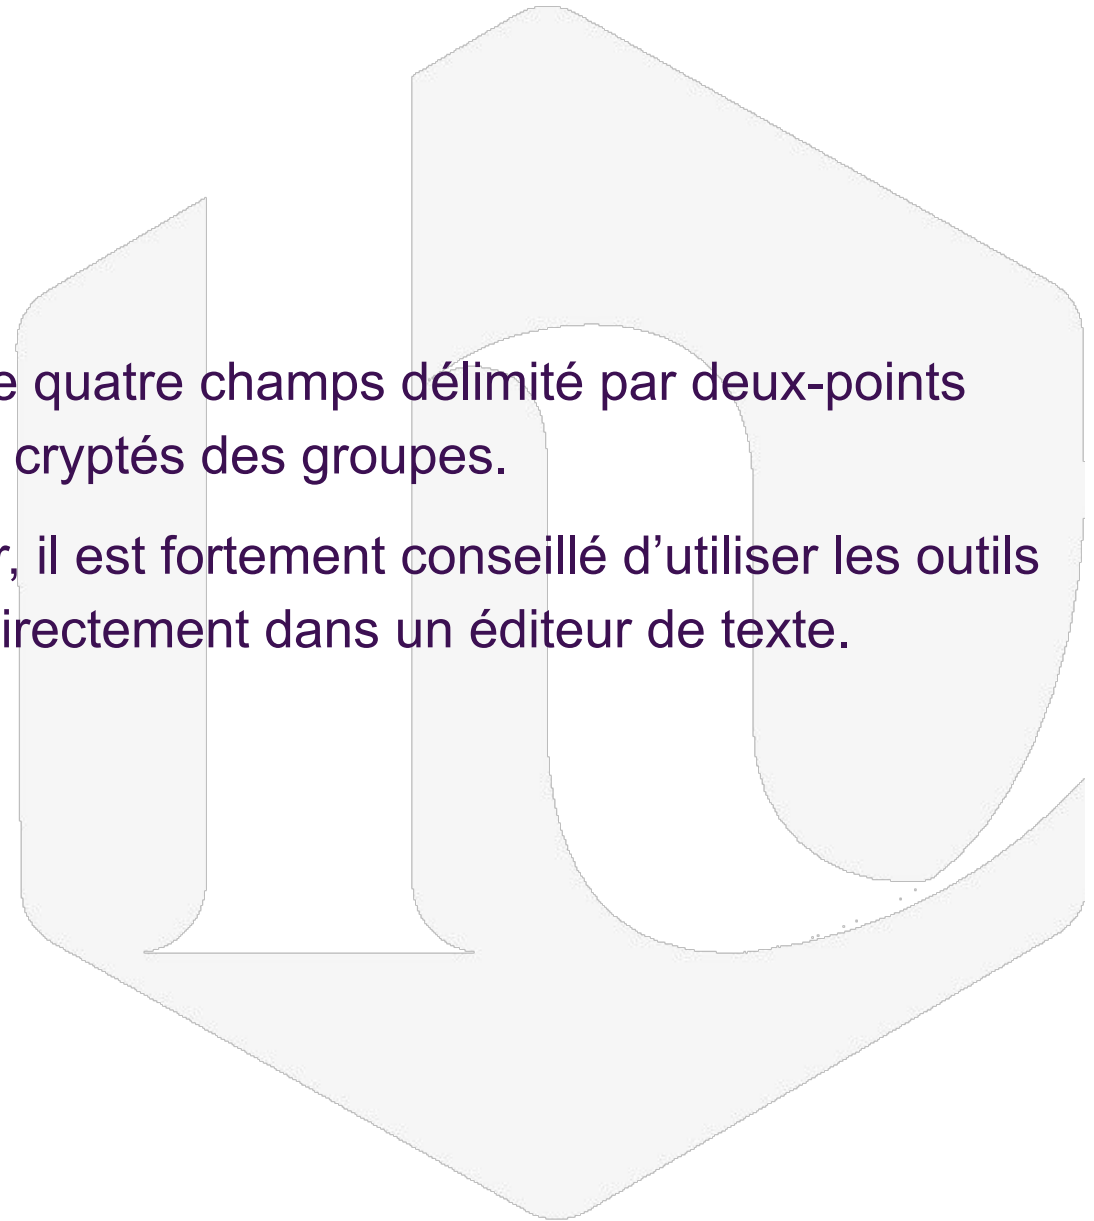 e quatre champs délimité par deux-points
cryptés des groupes.
r, il est fortement conseillé d’utiliser les outils
irectement dans un éditeur de texte.